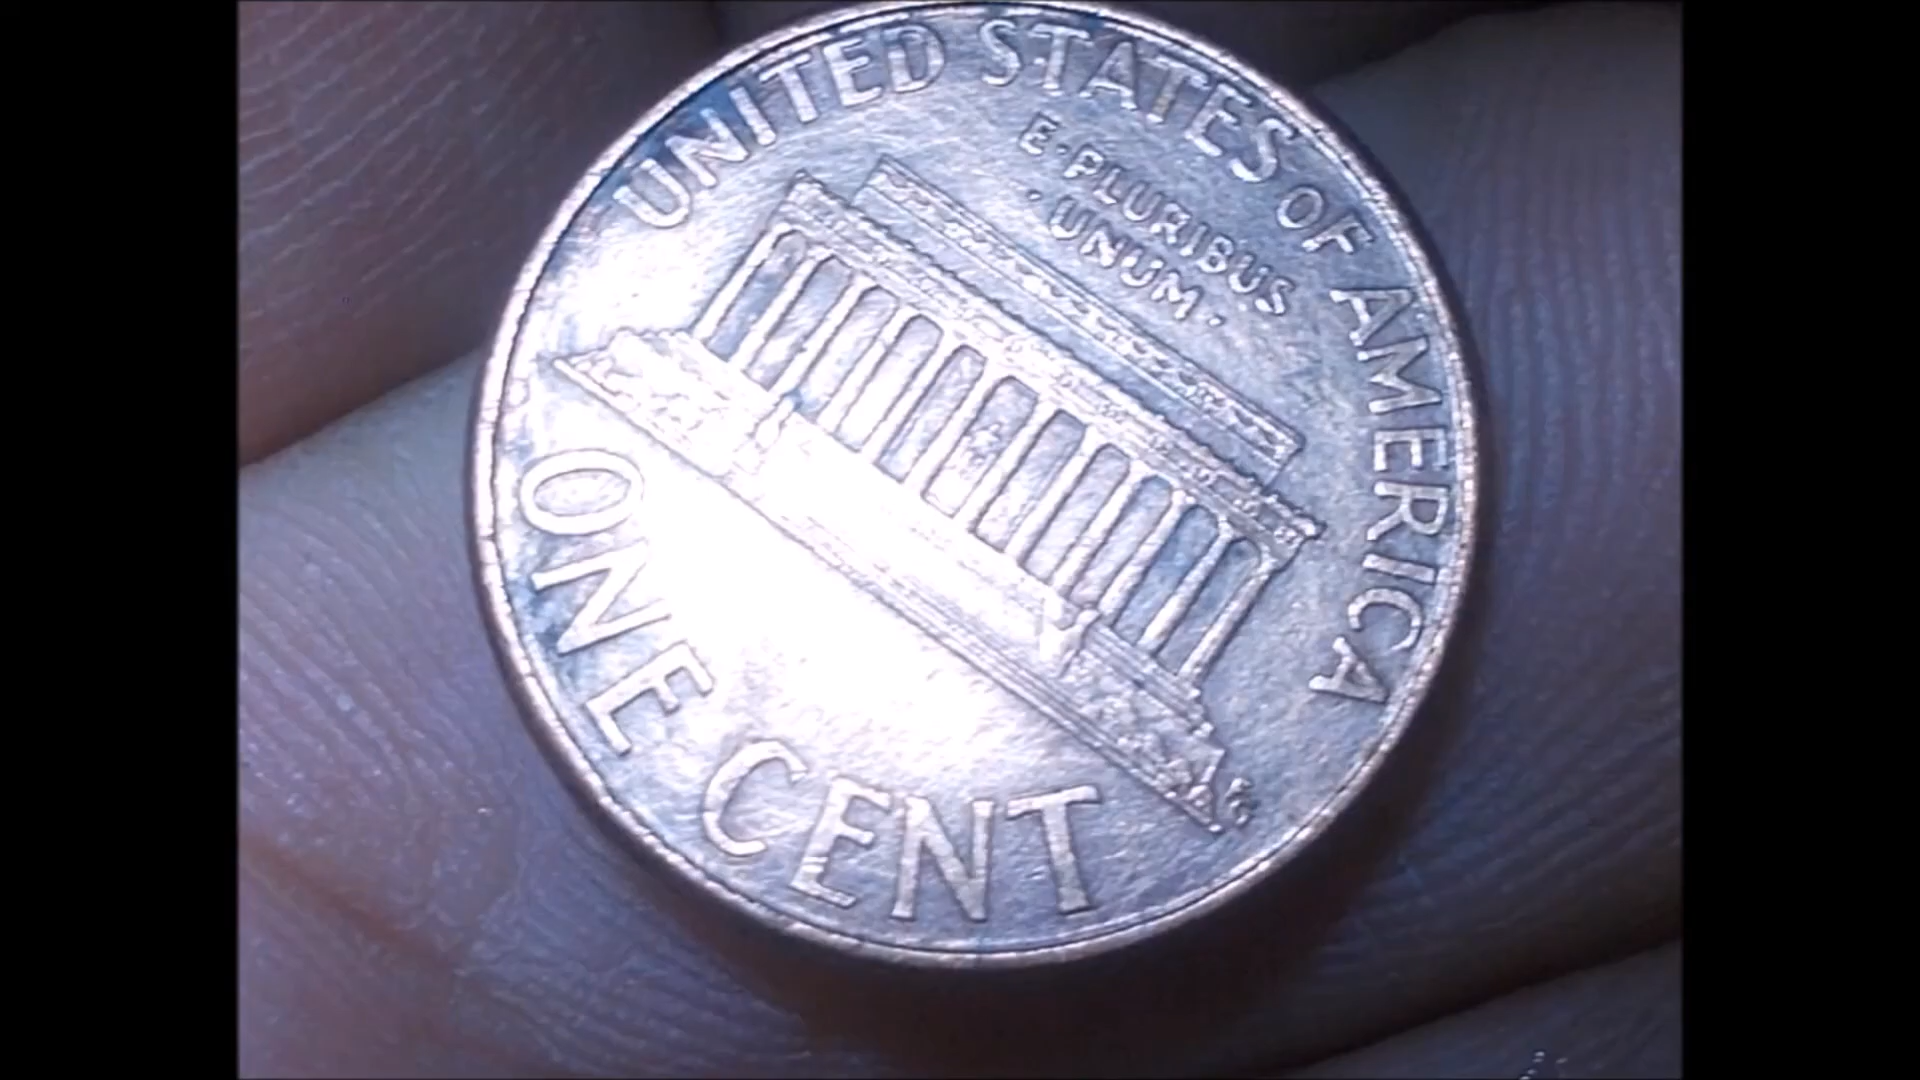 UNITED STATES OF AMERICA
E·PLURIBUS
·UNUM·
ONE CENT